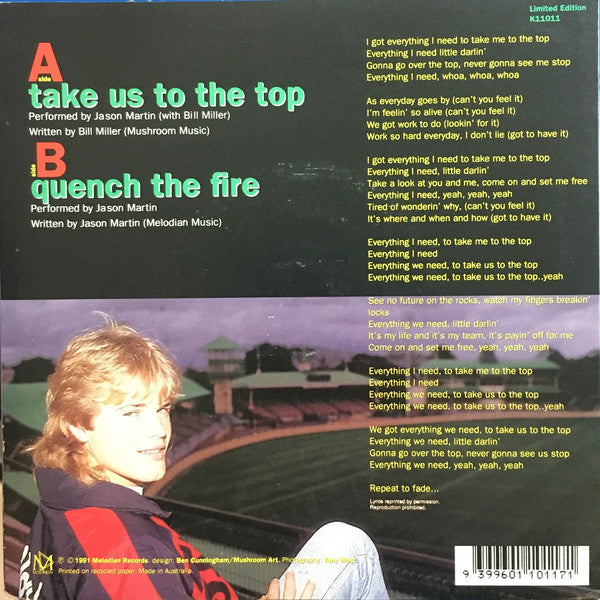 Limited Edition
K11011
A
side
take us to the top
Performed by Jason Martin (with Bill Miller)
Written by Bill Miller (Mushroom Music)
B
side
quench the fire
Performed by Jason Martin
Written by Jason Martin (Melodian Music)
I got everything I need to take me to the top
Everything I need little darlin'
Gonna go over the top, never gonna see me stop
Everything I need, whoa, whoa, whoa
As everyday goes by (can't you feel it)
I'm feelin' so alive (can't you feel it)
We got work to do (lookin' for it)
Work so hard everyday, I don't lie (got to have it)
I got everything I need to take me to the top
Everything I need, little darlin'
Take a look at you and me, come on and set me free
Everything I need, yeah, yeah, yeah
Tired of wonderin' why, (can't you feel it)
It's where and when and how (got to have it)
Everything I need, to take me to the top
Everything I need
Everything we need, to take us to the top
Everything we need, to take us to the top..yeah
See no future on the rocks, watch my fingers breakin'
locks
Everything we need, little darlin'
It's my life and it's my team, it's payin' off for me
Come on and set me free, yeah, yeah, yeah
Everything I need, to take me to the top
Everything I need
Everything we need, to take us to the top
Everything we need, to take us to the top..yeah
We got everything we need, to take us to the top
Everything we need, little darlin'
Gonna go over the top, never gonna see us stop
Everything we need, yeah, yeah, yeah
Repeat to fade...
Lyrics reprinted by permission.
Reproduction prohibited.
℗ © 1991 Melodian Records. design: Ben Cunningham/Mushroom Art. Photography: Tony
Printed on recycled paper. Made in Australia.
9 399601 101171